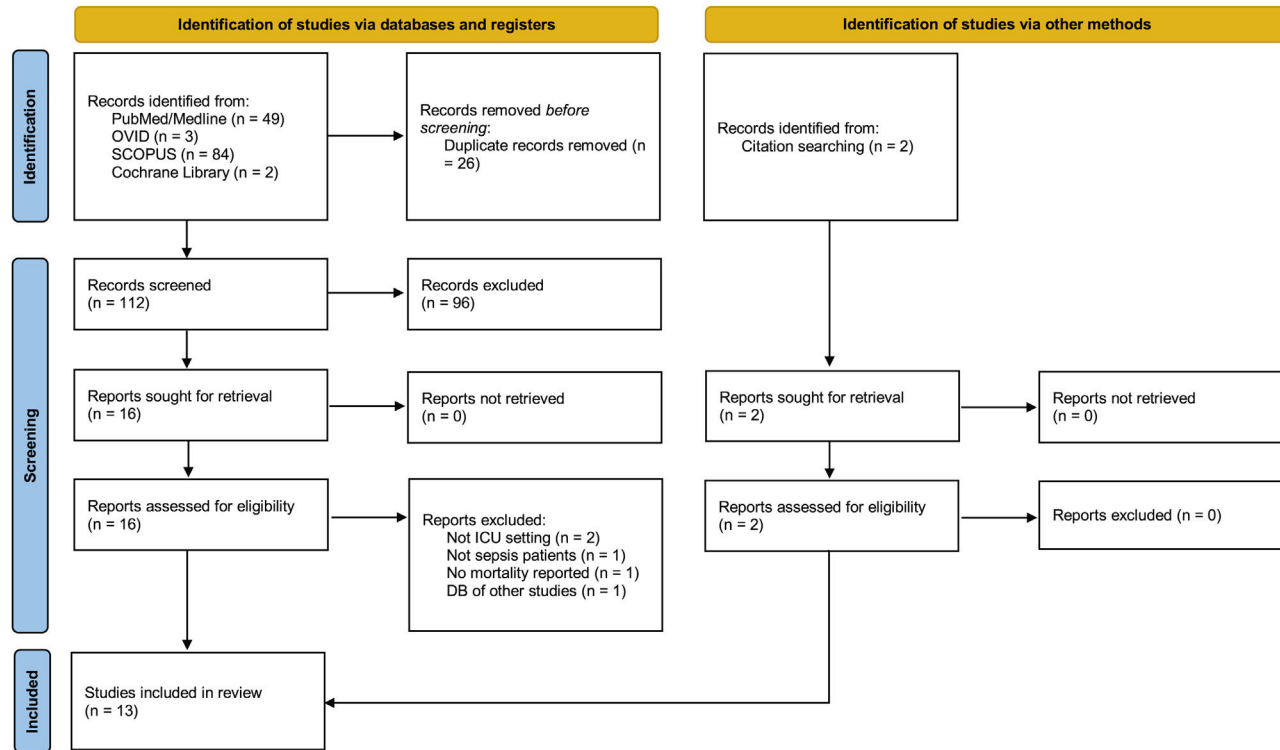 Identification of studies via databases and registers
Identification of studies via other methods
Identification
Records identified from:
PubMed/Medline (n = 49)
OVID (n = 3)
SCOPUS (n = 84)
Cochrane Library (n = 2)
Records removed before
screening:
Duplicate records removed (n
= 26)
Records identified from:
Citation searching (n = 2)
Screening
Records screened
(n = 112)
Records excluded
(n = 96)
Reports sought for retrieval
(n = 16)
Reports not retrieved
(n = 0)
Reports sought for retrieval
(n = 2)
Reports not retrieved
(n = 0)
Reports assessed for eligibility
(n = 16)
Reports excluded:
Not ICU setting (n = 2)
Not sepsis patients (n = 1)
No mortality reported (n = 1)
DB of other studies (n = 1)
Reports assessed for eligibility
(n = 2)
Reports excluded (n = 0)
Included
Studies included in review
(n = 13)